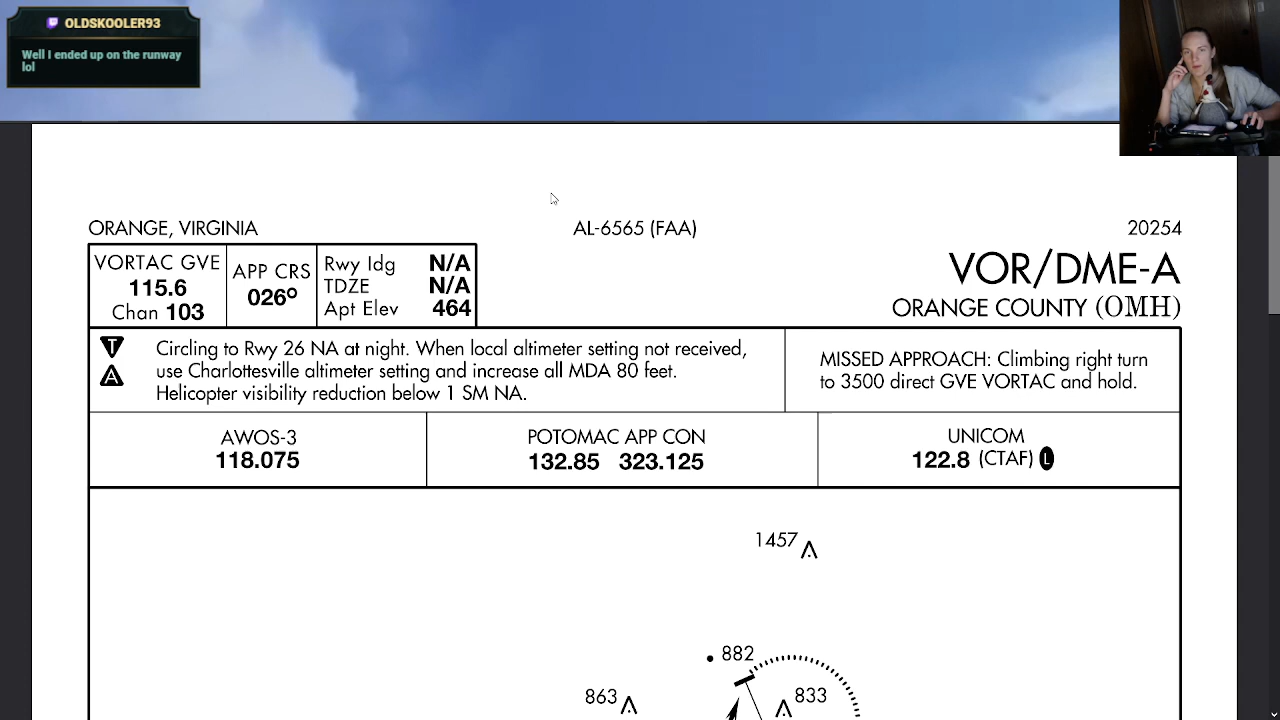 OLDSKOOLER93
Well I ended up on the runway
lol
ORANGE, VIRGINIA
AL-6565 (FAA)
20254
VORTAC GVE
115.6
Chan 103
APP CRS
026º
Rwy Idg N/A
TDZE N/A
Apt Elev 464
VOR/DME-A
ORANGE COUNTY (OMH)
T
A
Circling to Rwy 26 NA at night. When local altimeter setting not received,
use Charlottesville altimeter setting and increase all MDA 80 feet.
Helicopter visibility reduction below 1 SM NA.
MISSED APPROACH: Climbing right turn
to 3500 direct GVE VORTAC and hold.
AWOS-3
118.075
POTOMAC APP CON
132.85 323.125
UNICOM
122.8 (CTAF) L
1457
882
863
833